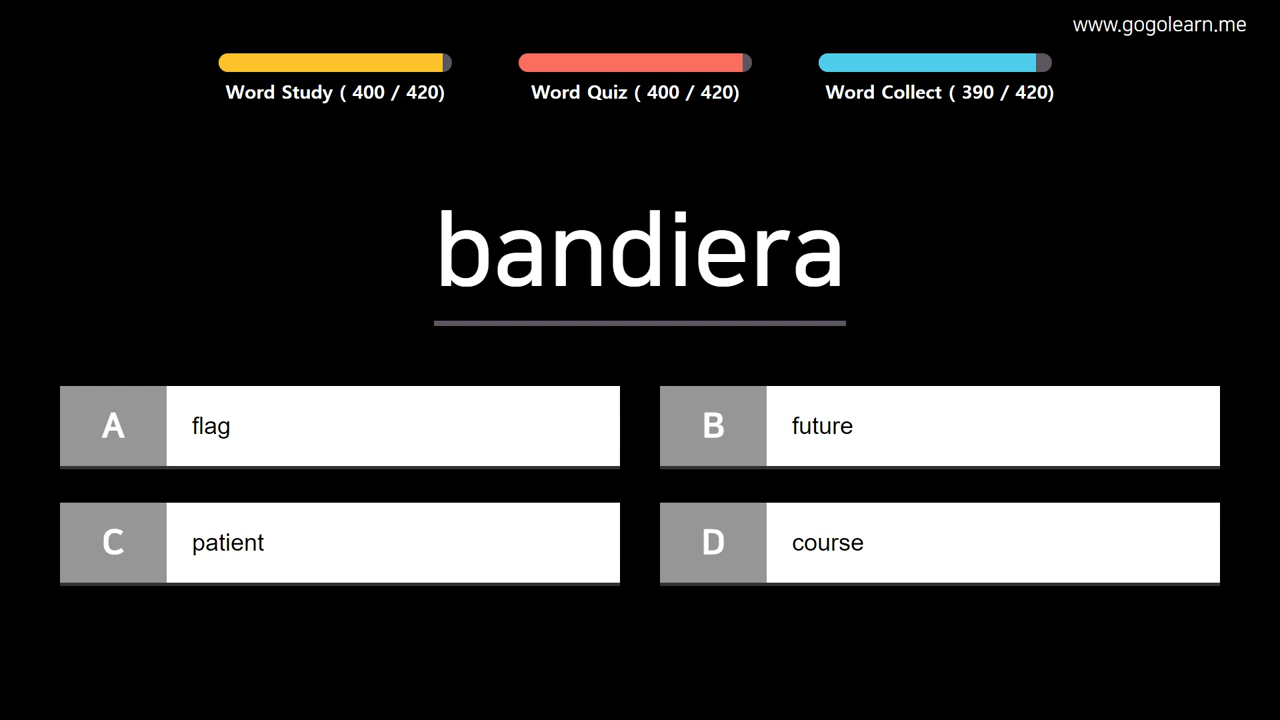 www.gogolearn.me
Word Study ( 400 / 420)
Word Quiz ( 400 / 420)
Word Collect ( 390 / 420)
bandiera
A
flag
B
future
C
patient
D
course